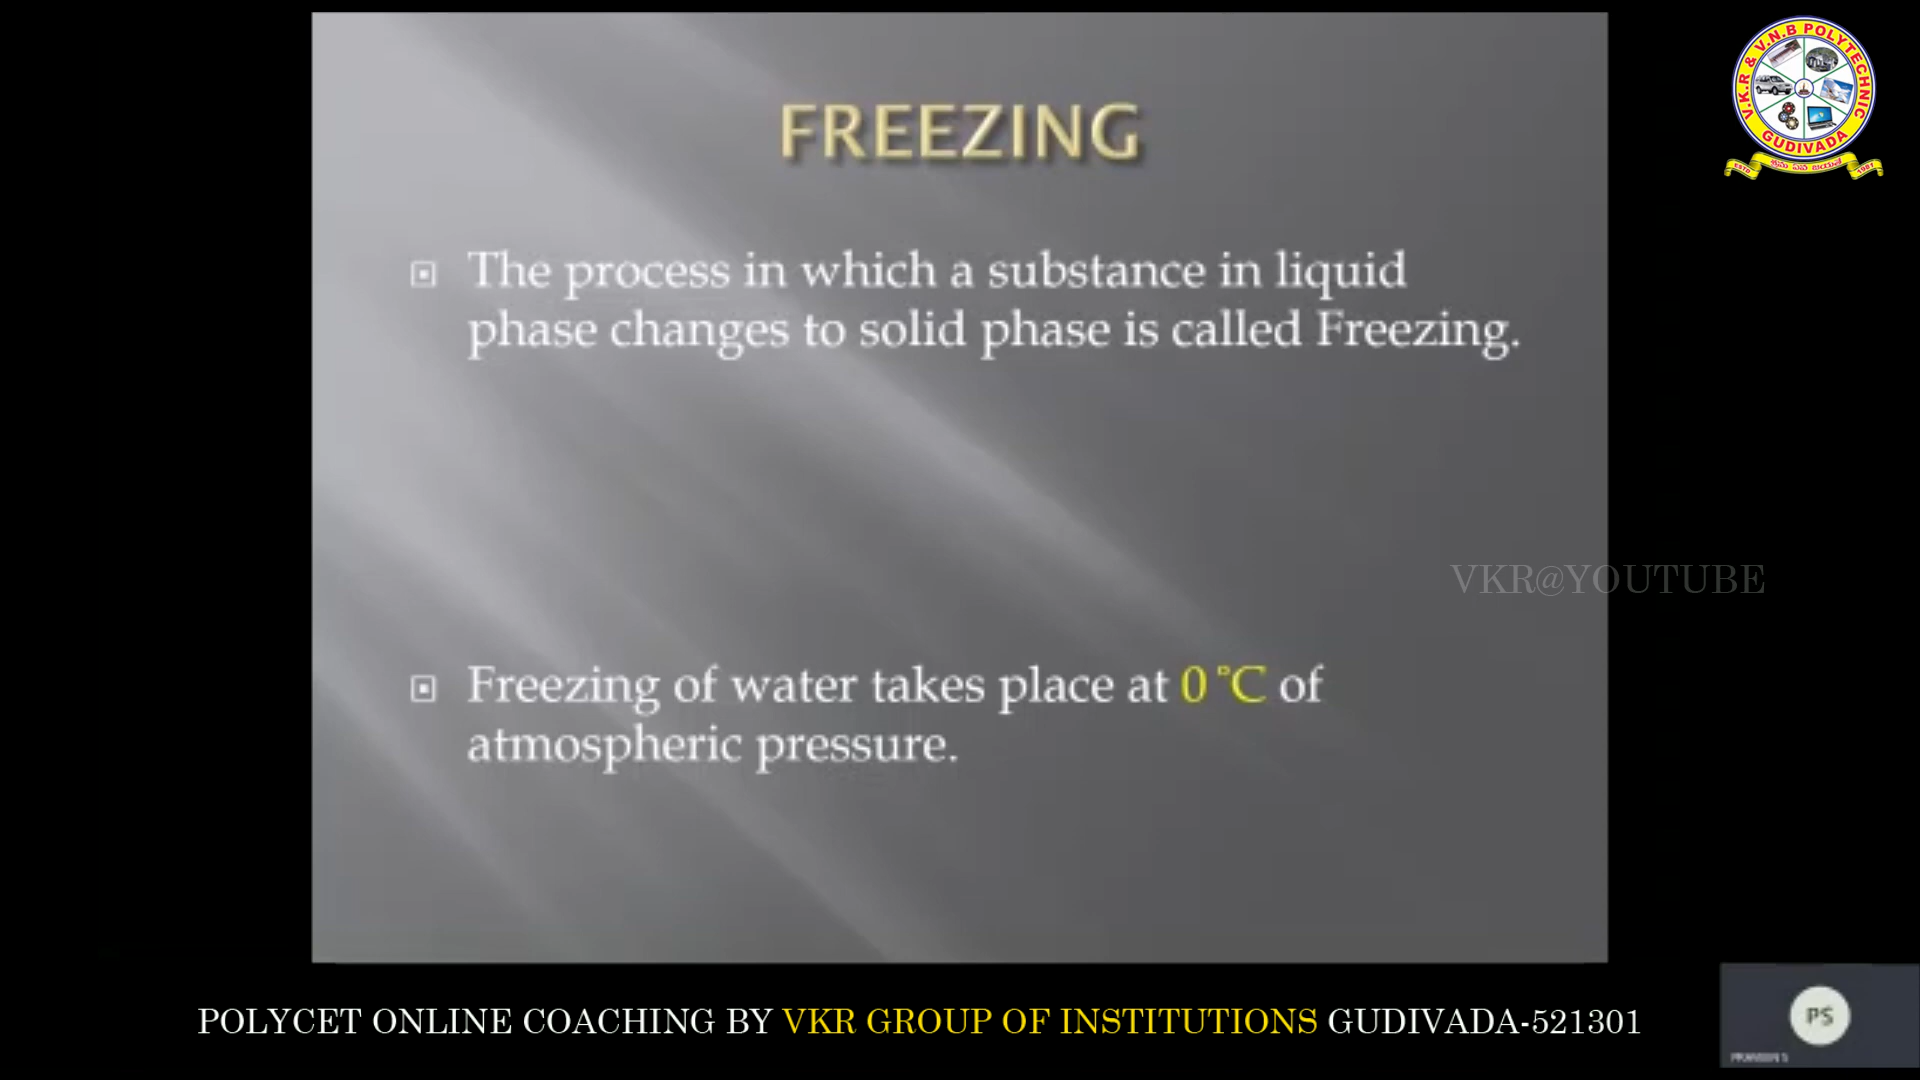 FREEZING
The process in which a substance in liquid
phase changes to solid phase is called Freezing.
Freezing of water takes place at 0 °C of
atmospheric pressure.
V.K.R & V.N.B POLYTECHNIC
GUDIVADA
ESTD
1981
VKR@YOUTUBE
POLYCET ONLINE COACHING BY VKR GROUP OF INSTITUTIONS GUDIVADA-521301
PS